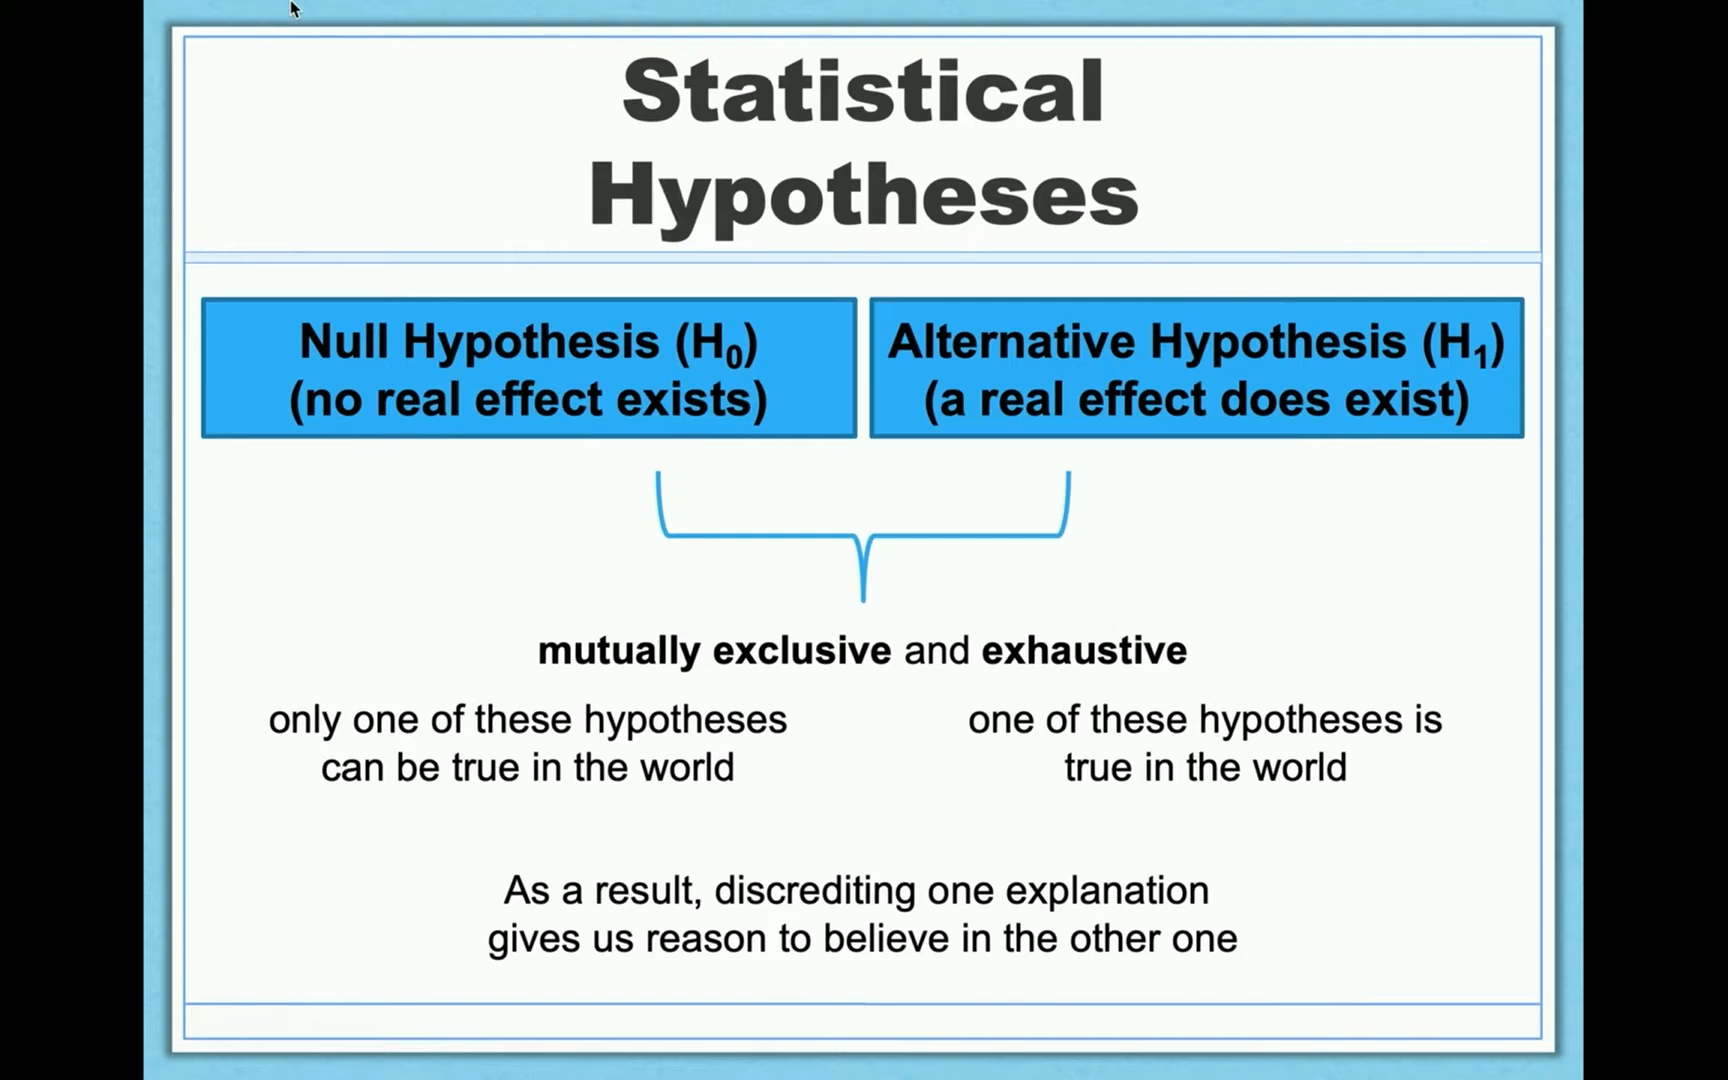 Statistical
Hypotheses
Null Hypothesis (H₀)
(no real effect exists)
Alternative Hypothesis (H₁)
(a real effect does exist)
mutually exclusive and exhaustive
only one of these hypotheses
can be true in the world
one of these hypotheses is
true in the world
As a result, discrediting one explanation
gives us reason to believe in the other one